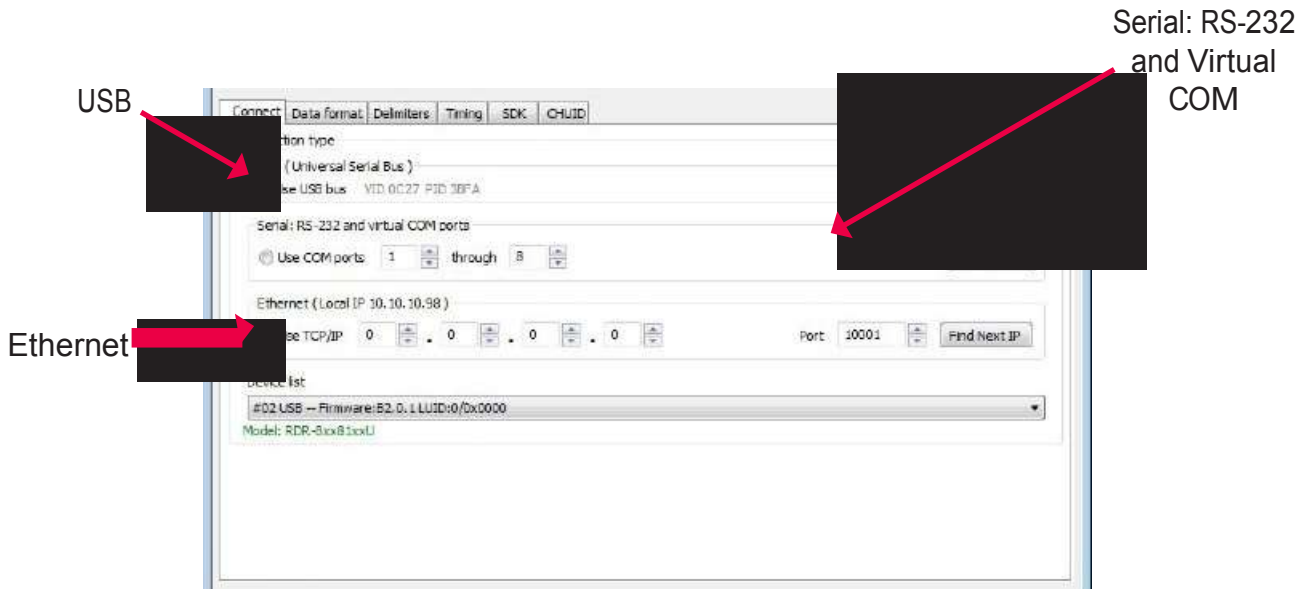 Serial: RS-232
and Virtual
COM
USB
Connect Data format Delimiters Timing SDK CHUID
tion type
( Universal Serial Bus )
se USB bus VID 0C27 PID 3BFA
Serial: RS-232 and virtual COM ports
Use COM ports 1 through 8
Ethernet ( Local IP 10.10.10.98 )
Ethernet
se TCP/IP 0 . 0 . 0 . 0 Port 10001 Find Next IP
Device list
#02 USB -- Firmware:B2.0.1 LUID:0/0x0000
Model: RDR-8xx81xxU